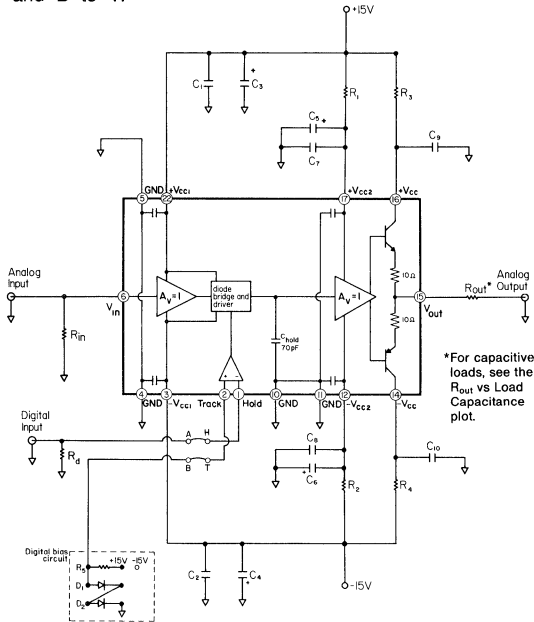 and "B" to "T"
+15V
C1
+
C3
R1
R3
C5 +
C7
C9
5
GND
22
+VCC1
17
+VCC2
16
+VCC
Analog
Input
6
VIN
Rin
AV=1
diode
bridge and
driver
Chold
70pF
AV=1
10Ω
10Ω
15
Vout
Rout*
Analog
Output
*For capacitive
loads, see the
Rout vs Load
Capacitance
plot.
+ -
4
GND
3
-VCC1
Track
2
1
Hold
10
GND
11
GND
12
-VCC2
14
-VCC
Digital
Input
Rd
A H
B T
C8
+
C6
R2
R4
C10
Digital bias
circuit
R5
+15V
-15V
D1
D2
C2
C4
+
-15V